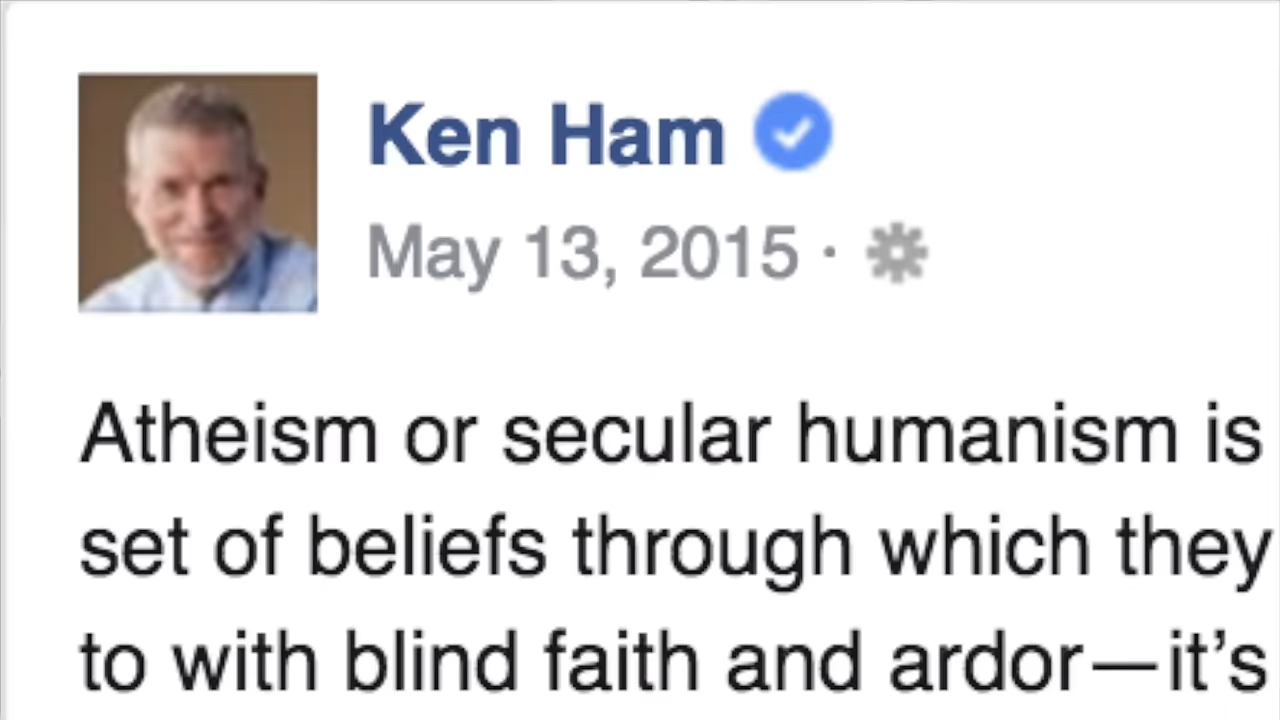 Ken Ham
May 13, 2015 ·
Atheism or secular humanism is
set of beliefs through which they
to with blind faith and ardor—it’s